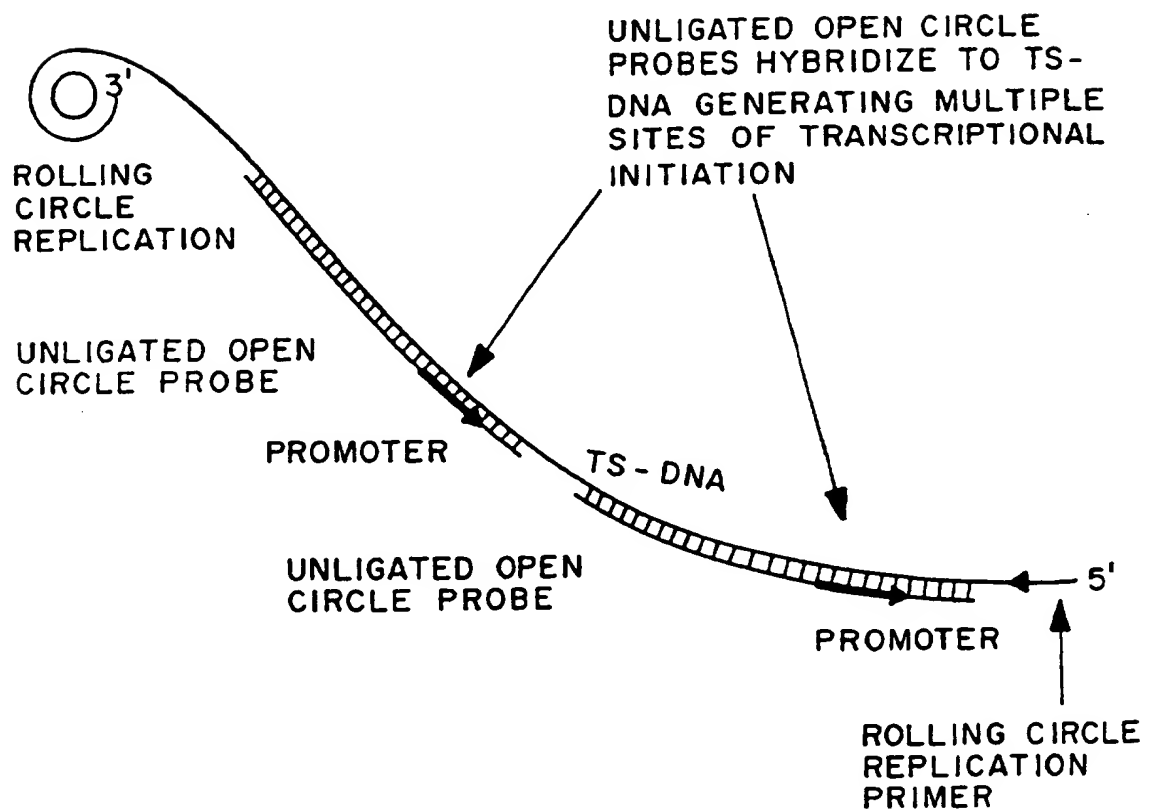 UNLIGATED OPEN CIRCLE
PROBES HYBRIDIZE TO TS-
DNA GENERATING MULTIPLE
SITES OF TRANSCRIPTIONAL
INITIATION
3'
ROLLING
CIRCLE
REPLICATION
UNLIGATED OPEN
CIRCLE PROBE
PROMOTER
TS-DNA
UNLIGATED OPEN
CIRCLE PROBE
5'
PROMOTER
ROLLING CIRCLE
REPLICATION
PRIMER